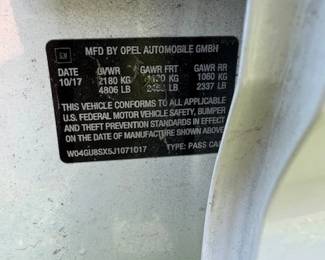 GM MFD BY OPEL AUTOMOBILE GMBH
DATE GVWR GAWR FRT GAWR RR
10/17 2180 KG KG 1060 KG
4806 LB LB 2337 LB
THIS VEHICLE CONFORMS TO ALL APPLICABLE
U.S. FEDERAL MOTOR VEHICLE SAFETY, BUMPER
AND THEFT PREVENTION STANDARDS IN EFFECT
ON THE DATE OF MANUFACTURE SHOWN ABOVE.
W04GU8SX5J1071017 TYPE: PASS CAR